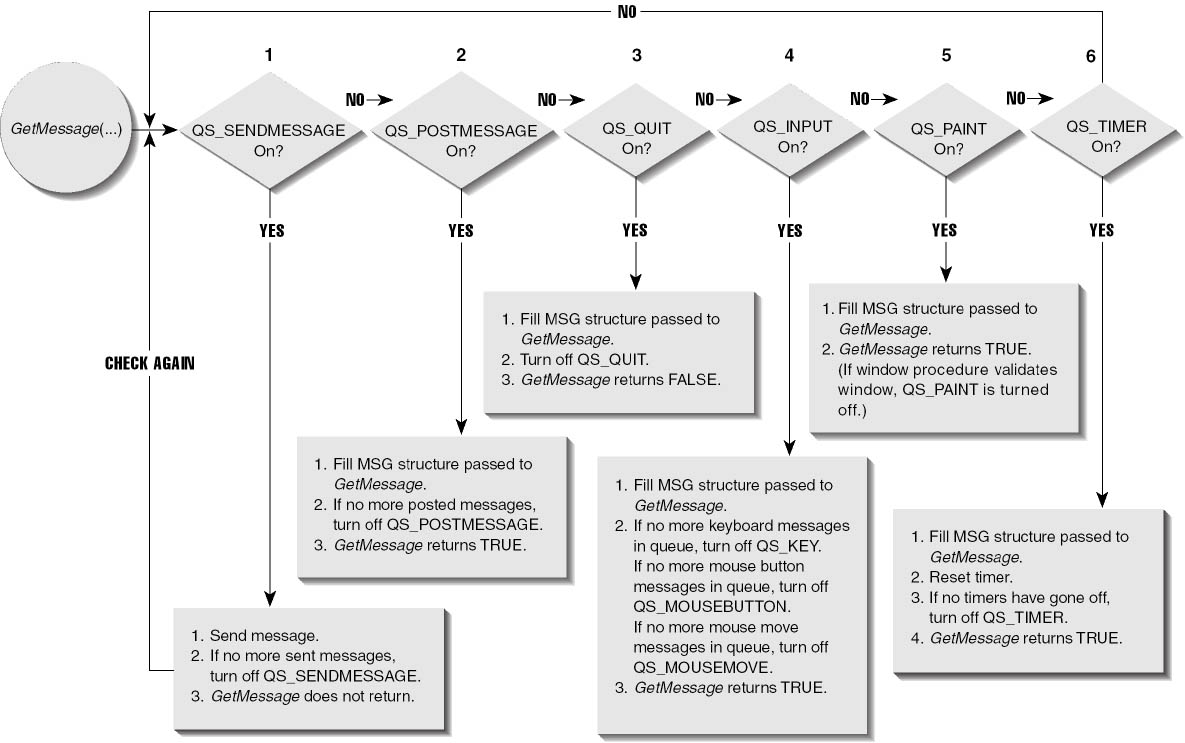 NO
1
2
3
4
5
6
GetMessage(...)
QS_SENDMESSAGE
On?
NO
QS_POSTMESSAGE
On?
NO
QS_QUIT
On?
NO
QS_INPUT
On?
NO
QS_PAINT
On?
NO
QS_TIMER
On?
YES
YES
YES
YES
YES
YES
CHECK AGAIN
1. Send message.
2. If no more sent messages,
turn off QS_SENDMESSAGE.
3. GetMessage does not return.
1. Fill MSG structure passed to
GetMessage.
2. If no more posted messages,
turn off QS_POSTMESSAGE.
3. GetMessage returns TRUE.
1. Fill MSG structure passed to
GetMessage.
2. Turn off QS_QUIT.
3. GetMessage returns FALSE.
1. Fill MSG structure passed to
GetMessage.
2. If no more keyboard messages
in queue, turn off QS_KEY.
If no more mouse button
messages in queue, turn off
QS_MOUSEBUTTON.
If no more mouse move
messages in queue, turn off
QS_MOUSEMOVE.
3. GetMessage returns TRUE.
1. Fill MSG structure passed to
GetMessage.
2. GetMessage returns TRUE.
(If window procedure validates
window, QS_PAINT is turned
off.)
1. Fill MSG structure passed to
GetMessage.
2. Reset timer.
3. If no timers have gone off,
turn off QS_TIMER.
4. GetMessage returns TRUE.